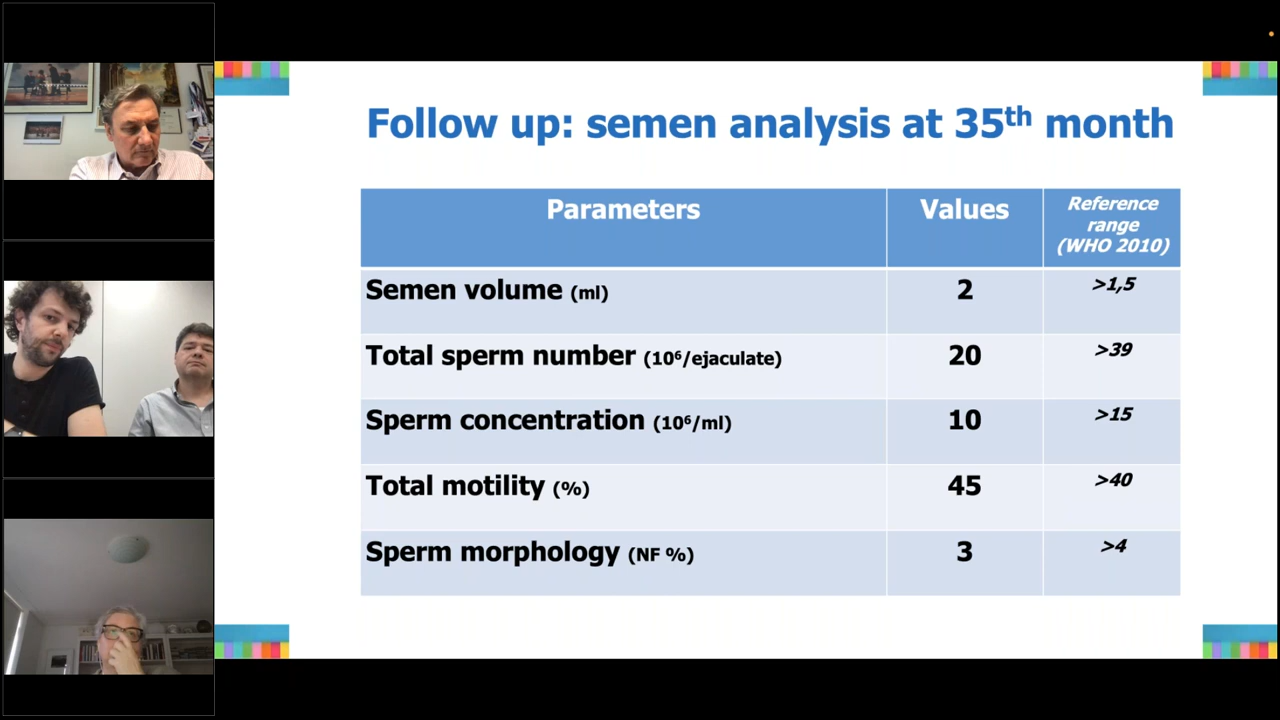 Follow up: semen analysis at 35th month
Parameters Values Reference range (WHO 2010)
Semen volume (ml) 2 >1,5
Total sperm number (10⁶/ejaculate) 20 >39
Sperm concentration (10⁶/ml) 10 >15
Total motility (%) 45 >40
Sperm morphology (NF %) 3 >4